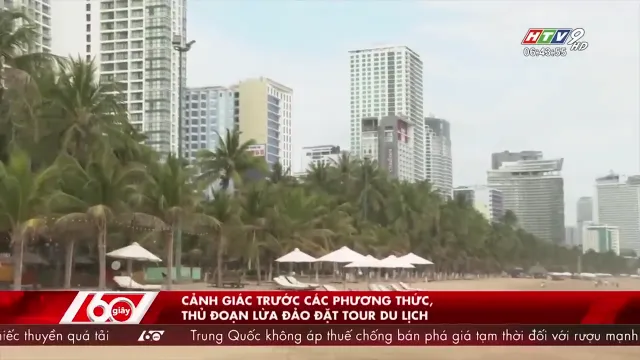 HTV9 HD
06:43:55
60 giây
CẢNH GIÁC TRƯỚC CÁC PHƯƠNG THỨC,
THỦ ĐOẠN LỪA ĐẢO ĐẶT TOUR DU LỊCH
iếc thuyền quá tải 60 Trung Quốc không áp thuế chống bán phá giá tạm thời đối với rượu mạnh